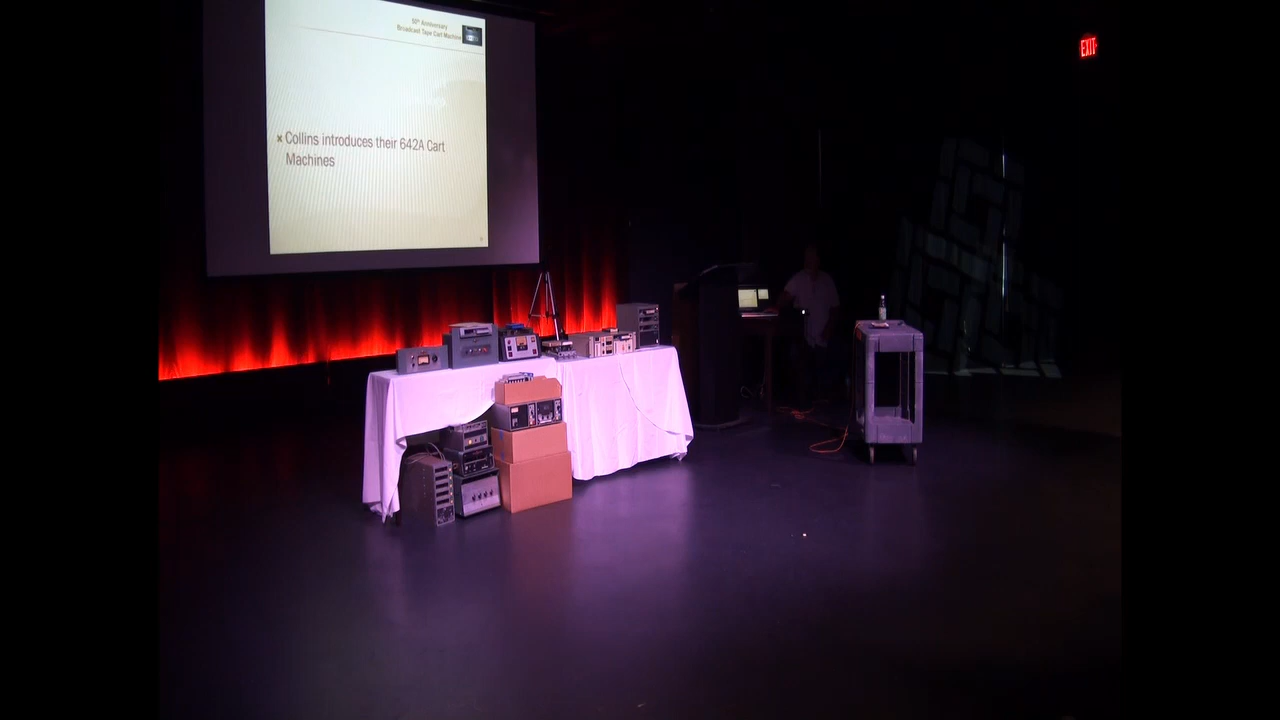 50th Anniversary
Broadcast Tape Cart Machine
× Collins introduces their 642A Cart
Machines
EXIT